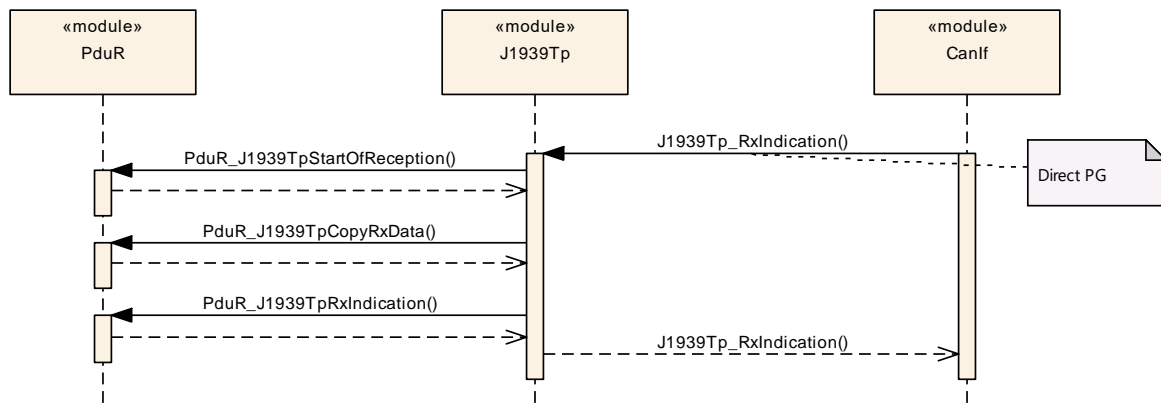 «module»
PduR
«module»
J1939Tp
«module»
CanIf
J1939Tp_RxIndication()
PduR_J1939TpStartOfReception()
Direct PG
PduR_J1939TpCopyRxData()
PduR_J1939TpRxIndication()
J1939Tp_RxIndication()